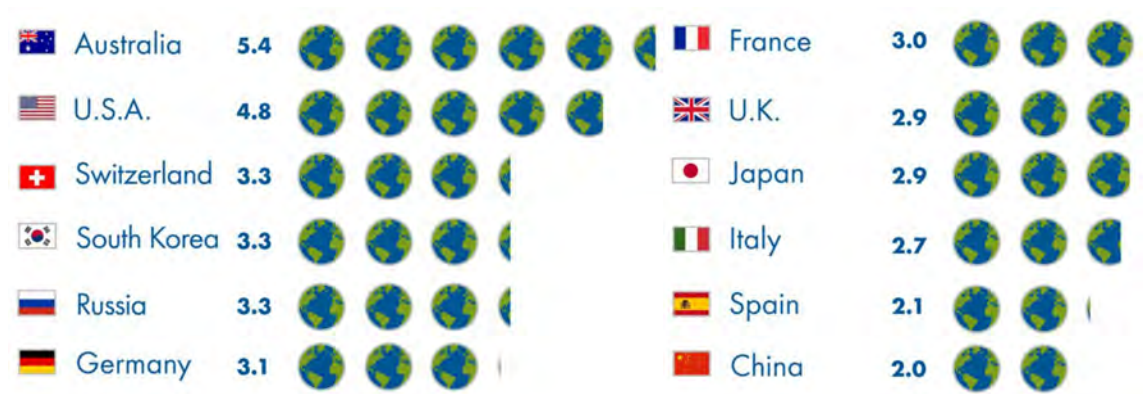 Australia 5.4
U.S.A. 4.8
Switzerland 3.3
South Korea 3.3
Russia 3.3
Germany 3.1
France 3.0
U.K. 2.9
Japan 2.9
Italy 2.7
Spain 2.1
China 2.0